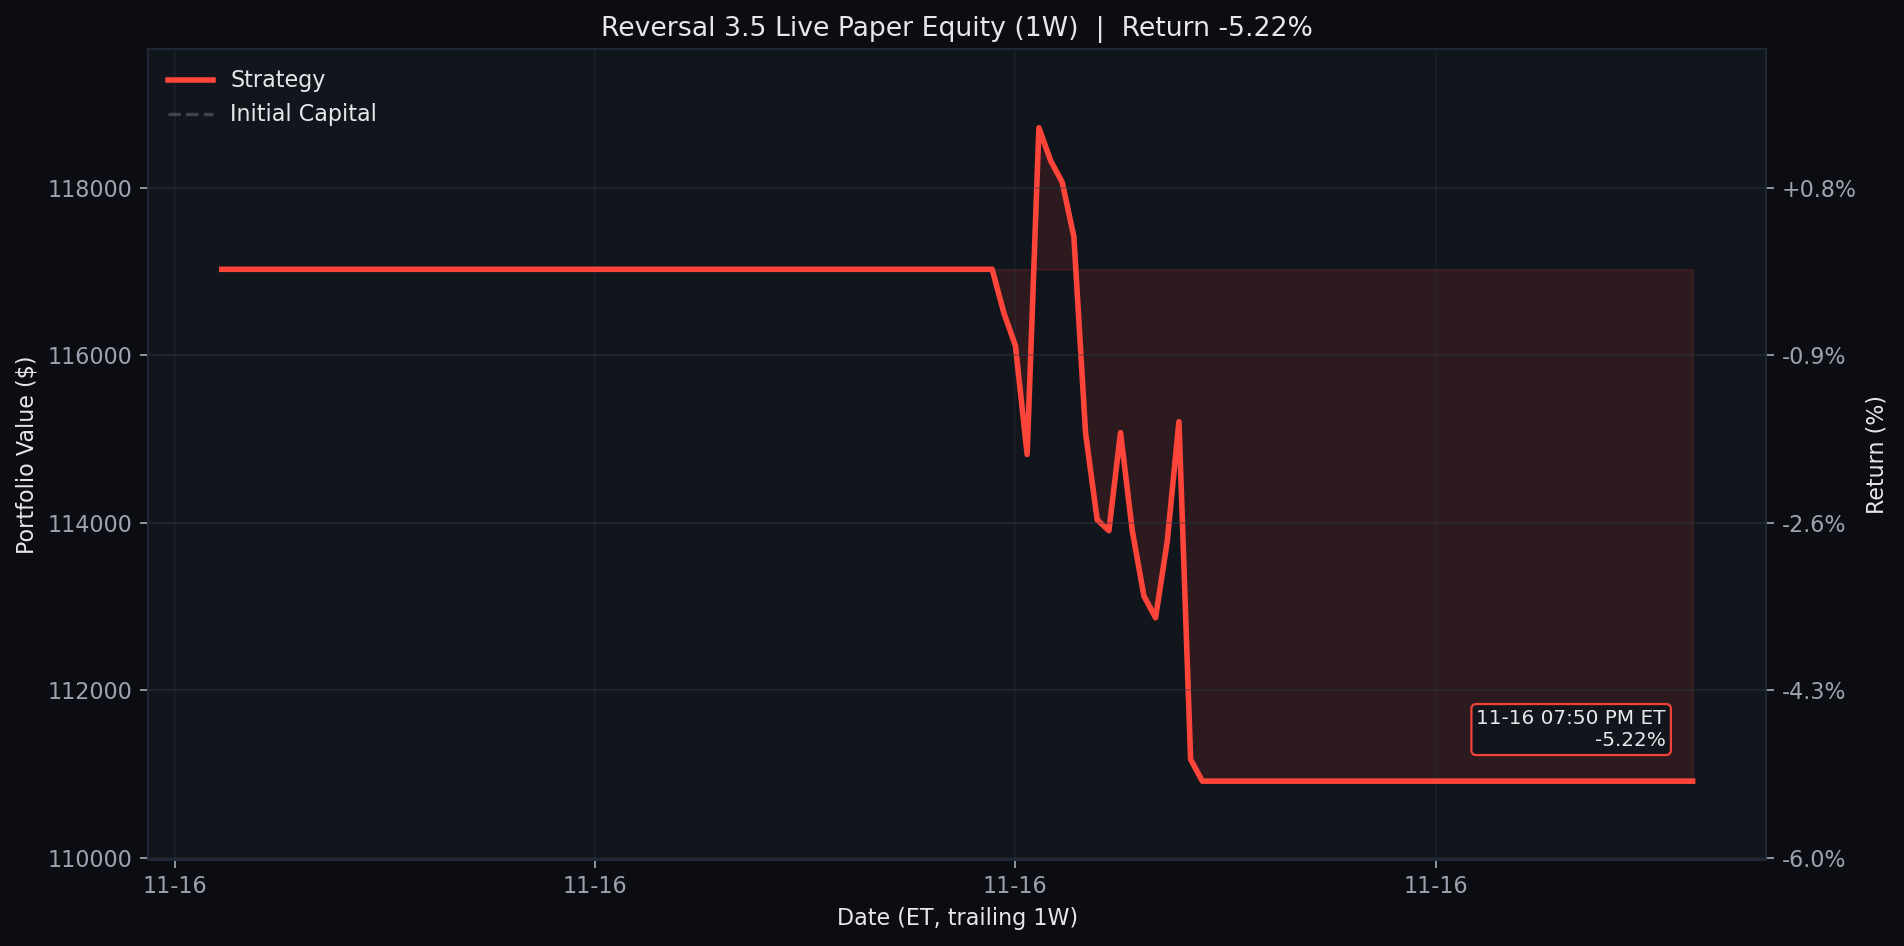 Reversal 3.5 Live Paper Equity (1W)  |  Return -5.22%
Strategy
Initial Capital
118000
116000
114000
112000
110000
Portfolio Value ($)
+0.8%
-0.9%
-2.6%
-4.3%
-6.0%
Return (%)
11-16 07:50 PM ET
-5.22%
11-16
11-16
11-16
11-16
Date (ET, trailing 1W)